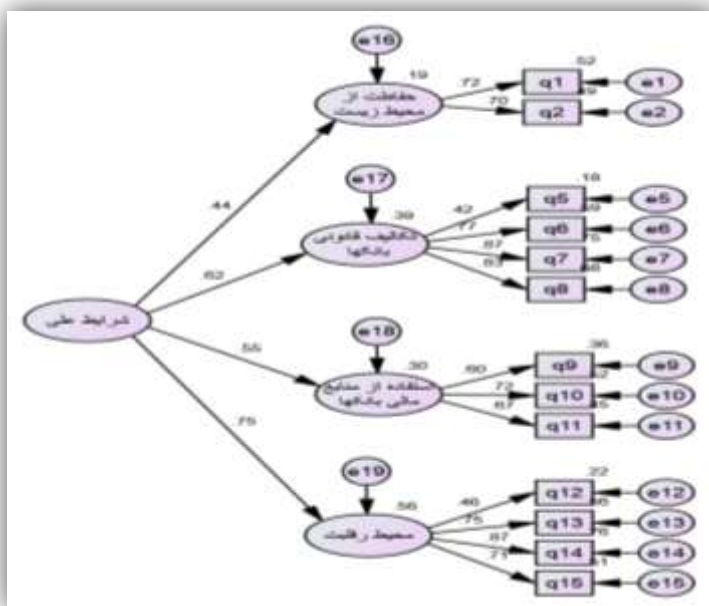 e16
.19
حفاظت از
محیط زیست
.72
.70
.52
q1
e1
q2
e2
.44
e17
.39
تکالیف قانونی
بانکها
.42
.77
.87
.18
q5
e5
q6
e6
q7
e7
q8
e8
.62
شرایط علی
.55
e18
.30
استفاده از منابع
مالی بانکها
.60
.72
.67
.36
q9
e9
q10
e10
q11
e11
.75
e19
.56
محیط رقابت
.46
.75
.87
.71
.22
q12
e12
q13
e13
q14
e14
q15
e15